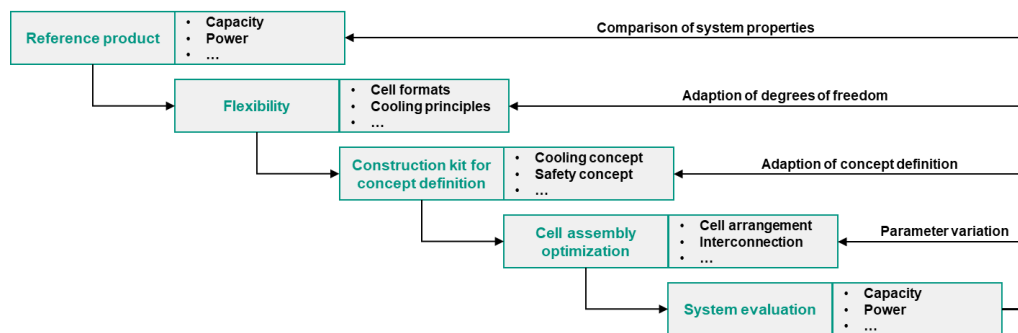 Reference product
• Capacity
• Power
• ...
Comparison of system properties
Flexibility
• Cell formats
• Cooling principles
• ...
Adaption of degrees of freedom
Construction kit for
concept definition
• Cooling concept
• Safety concept
• ...
Adaption of concept definition
Cell assembly
optimization
• Cell arrangement
• Interconnection
• ...
Parameter variation
System evaluation
• Capacity
• Power
• ...